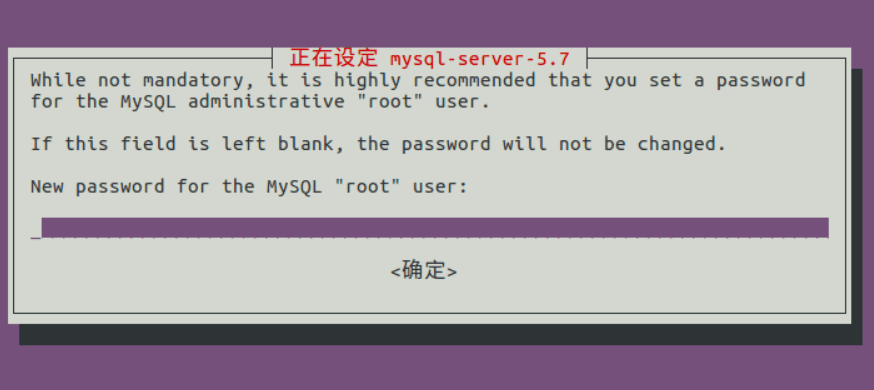 正在设定 mysql-server-5.7
While not mandatory, it is highly recommended that you set a password
for the MySQL administrative "root" user.
If this field is left blank, the password will not be changed.
New password for the MySQL "root" user:
<确定>